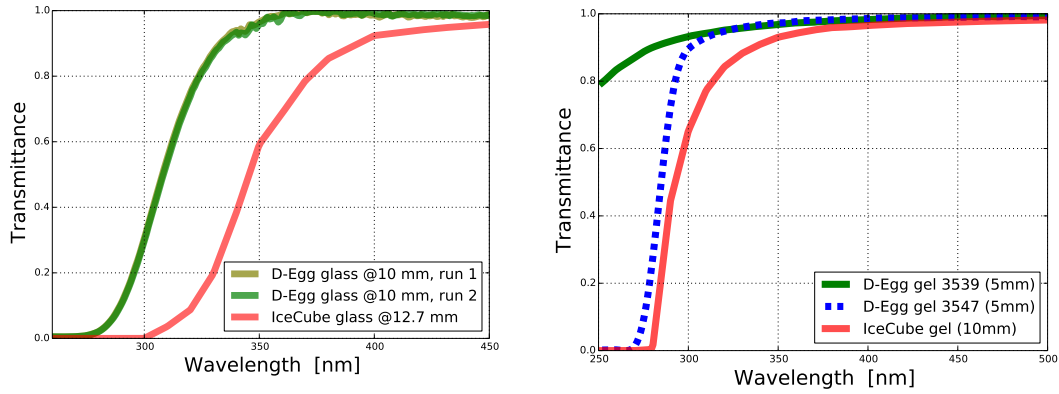 1.0
0.8
0.6
0.4
0.2
0.0
Transmittance
300
350
400
450
Wavelength [nm]
D-Egg glass @10 mm, run 1
D-Egg glass @10 mm, run 2
IceCube glass @12.7 mm
1.0
0.8
0.6
0.4
0.2
0.0
Transmittance
250
300
350
400
450
500
Wavelength [nm]
D-Egg gel 3539 (5mm)
D-Egg gel 3547 (5mm)
IceCube gel (10mm)